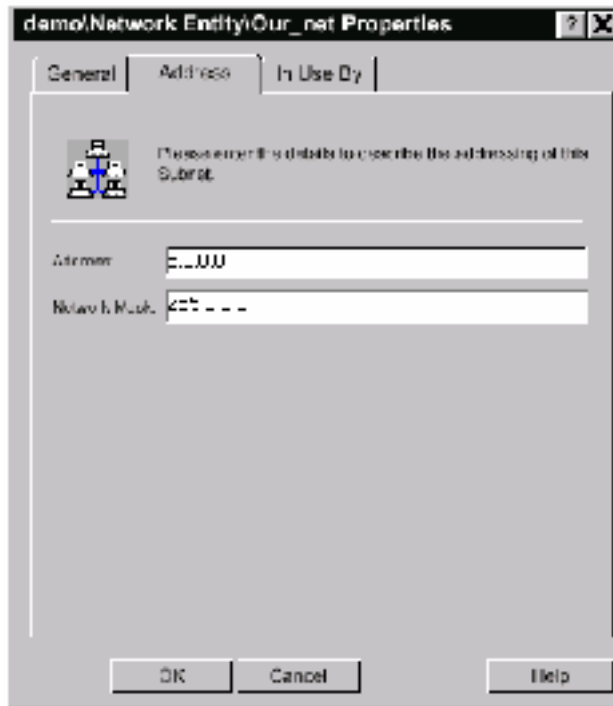 demo\Network Entity\Our_net Properties
General Address In Use By
Please enter the details to describe the addressing of this
Subnet.
Address
Network Mask:
OK Cancel Help